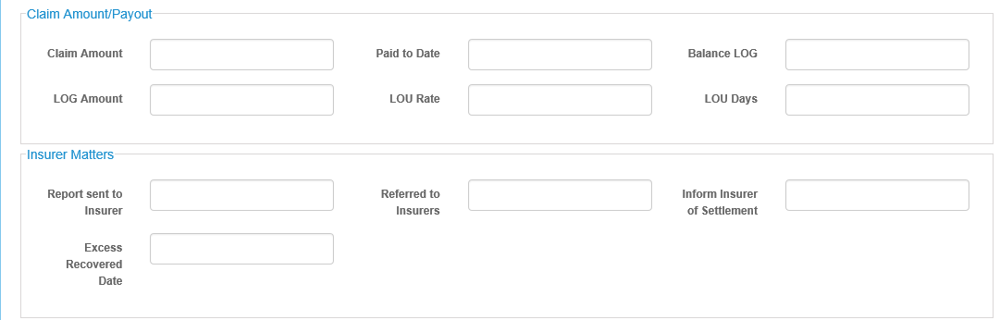 Claim Amount/Payout
Claim Amount
Paid to Date
Balance LOG
LOG Amount
LOU Rate
LOU Days
Insurer Matters
Report sent to
Insurer
Referred to
Insurers
Inform Insurer
of Settlement
Excess
Recovered
Date